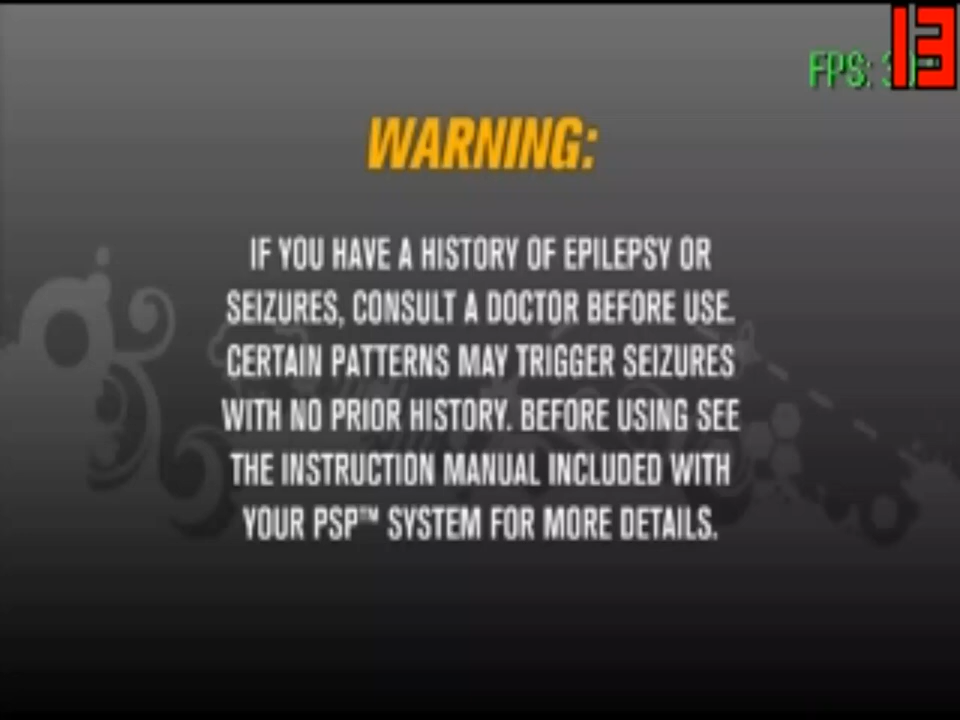 13
FPS:
WARNING:
IF YOU HAVE A HISTORY OF EPILEPSY OR
SEIZURES, CONSULT A DOCTOR BEFORE USE.
CERTAIN PATTERNS MAY TRIGGER SEIZURES
WITH NO PRIOR HISTORY. BEFORE USING SEE
THE INSTRUCTION MANUAL INCLUDED WITH
YOUR PSP™ SYSTEM FOR MORE DETAILS.